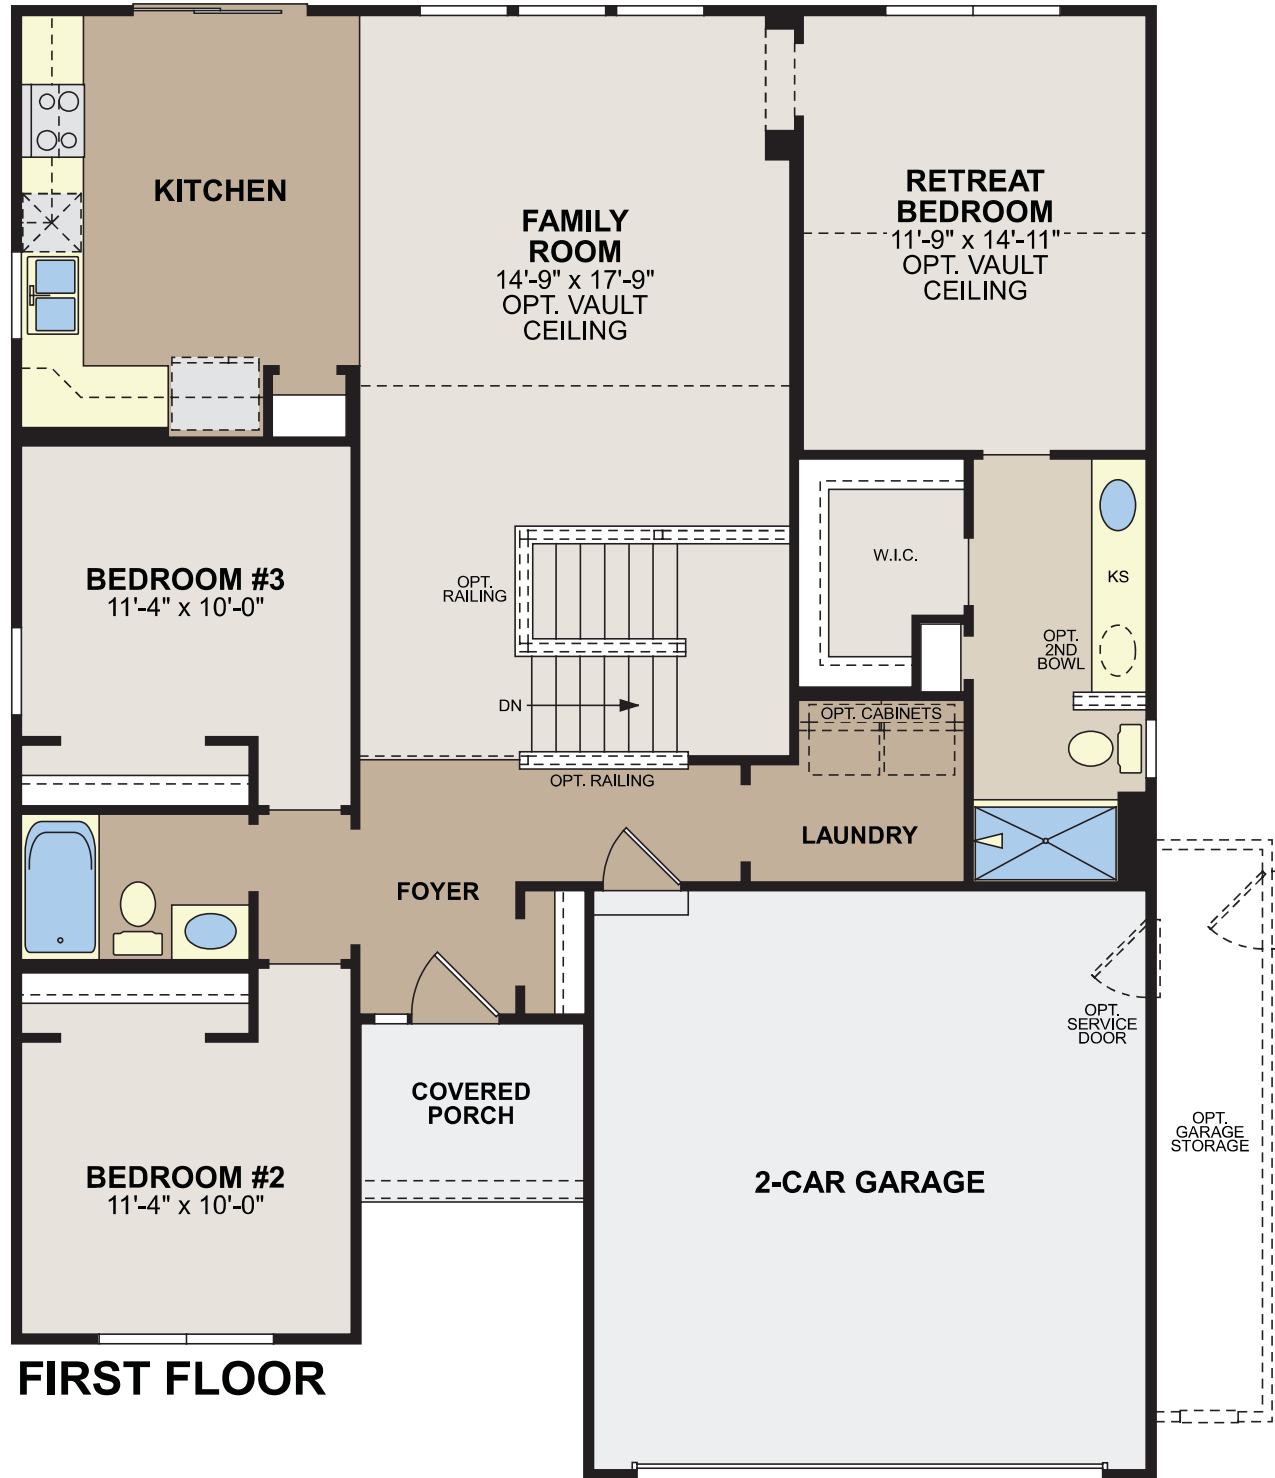 KITCHEN
FAMILY
ROOM
14'-9" x 17'-9"
OPT. VAULT
CEILING
RETREAT
BEDROOM
11'-9" x 14'-11"
OPT. VAULT
CEILING
BEDROOM #3
11'-4" x 10'-0"
OPT.
RAILING
DN
W.I.C.
KS
OPT.
2ND
BOWL
OPT. CABINETS
OPT. RAILING
LAUNDRY
FOYER
OPT.
SERVICE
DOOR
COVERED
PORCH
OPT.
GARAGE
STORAGE
BEDROOM #2
11'-4" x 10'-0"
2-CAR GARAGE
FIRST FLOOR